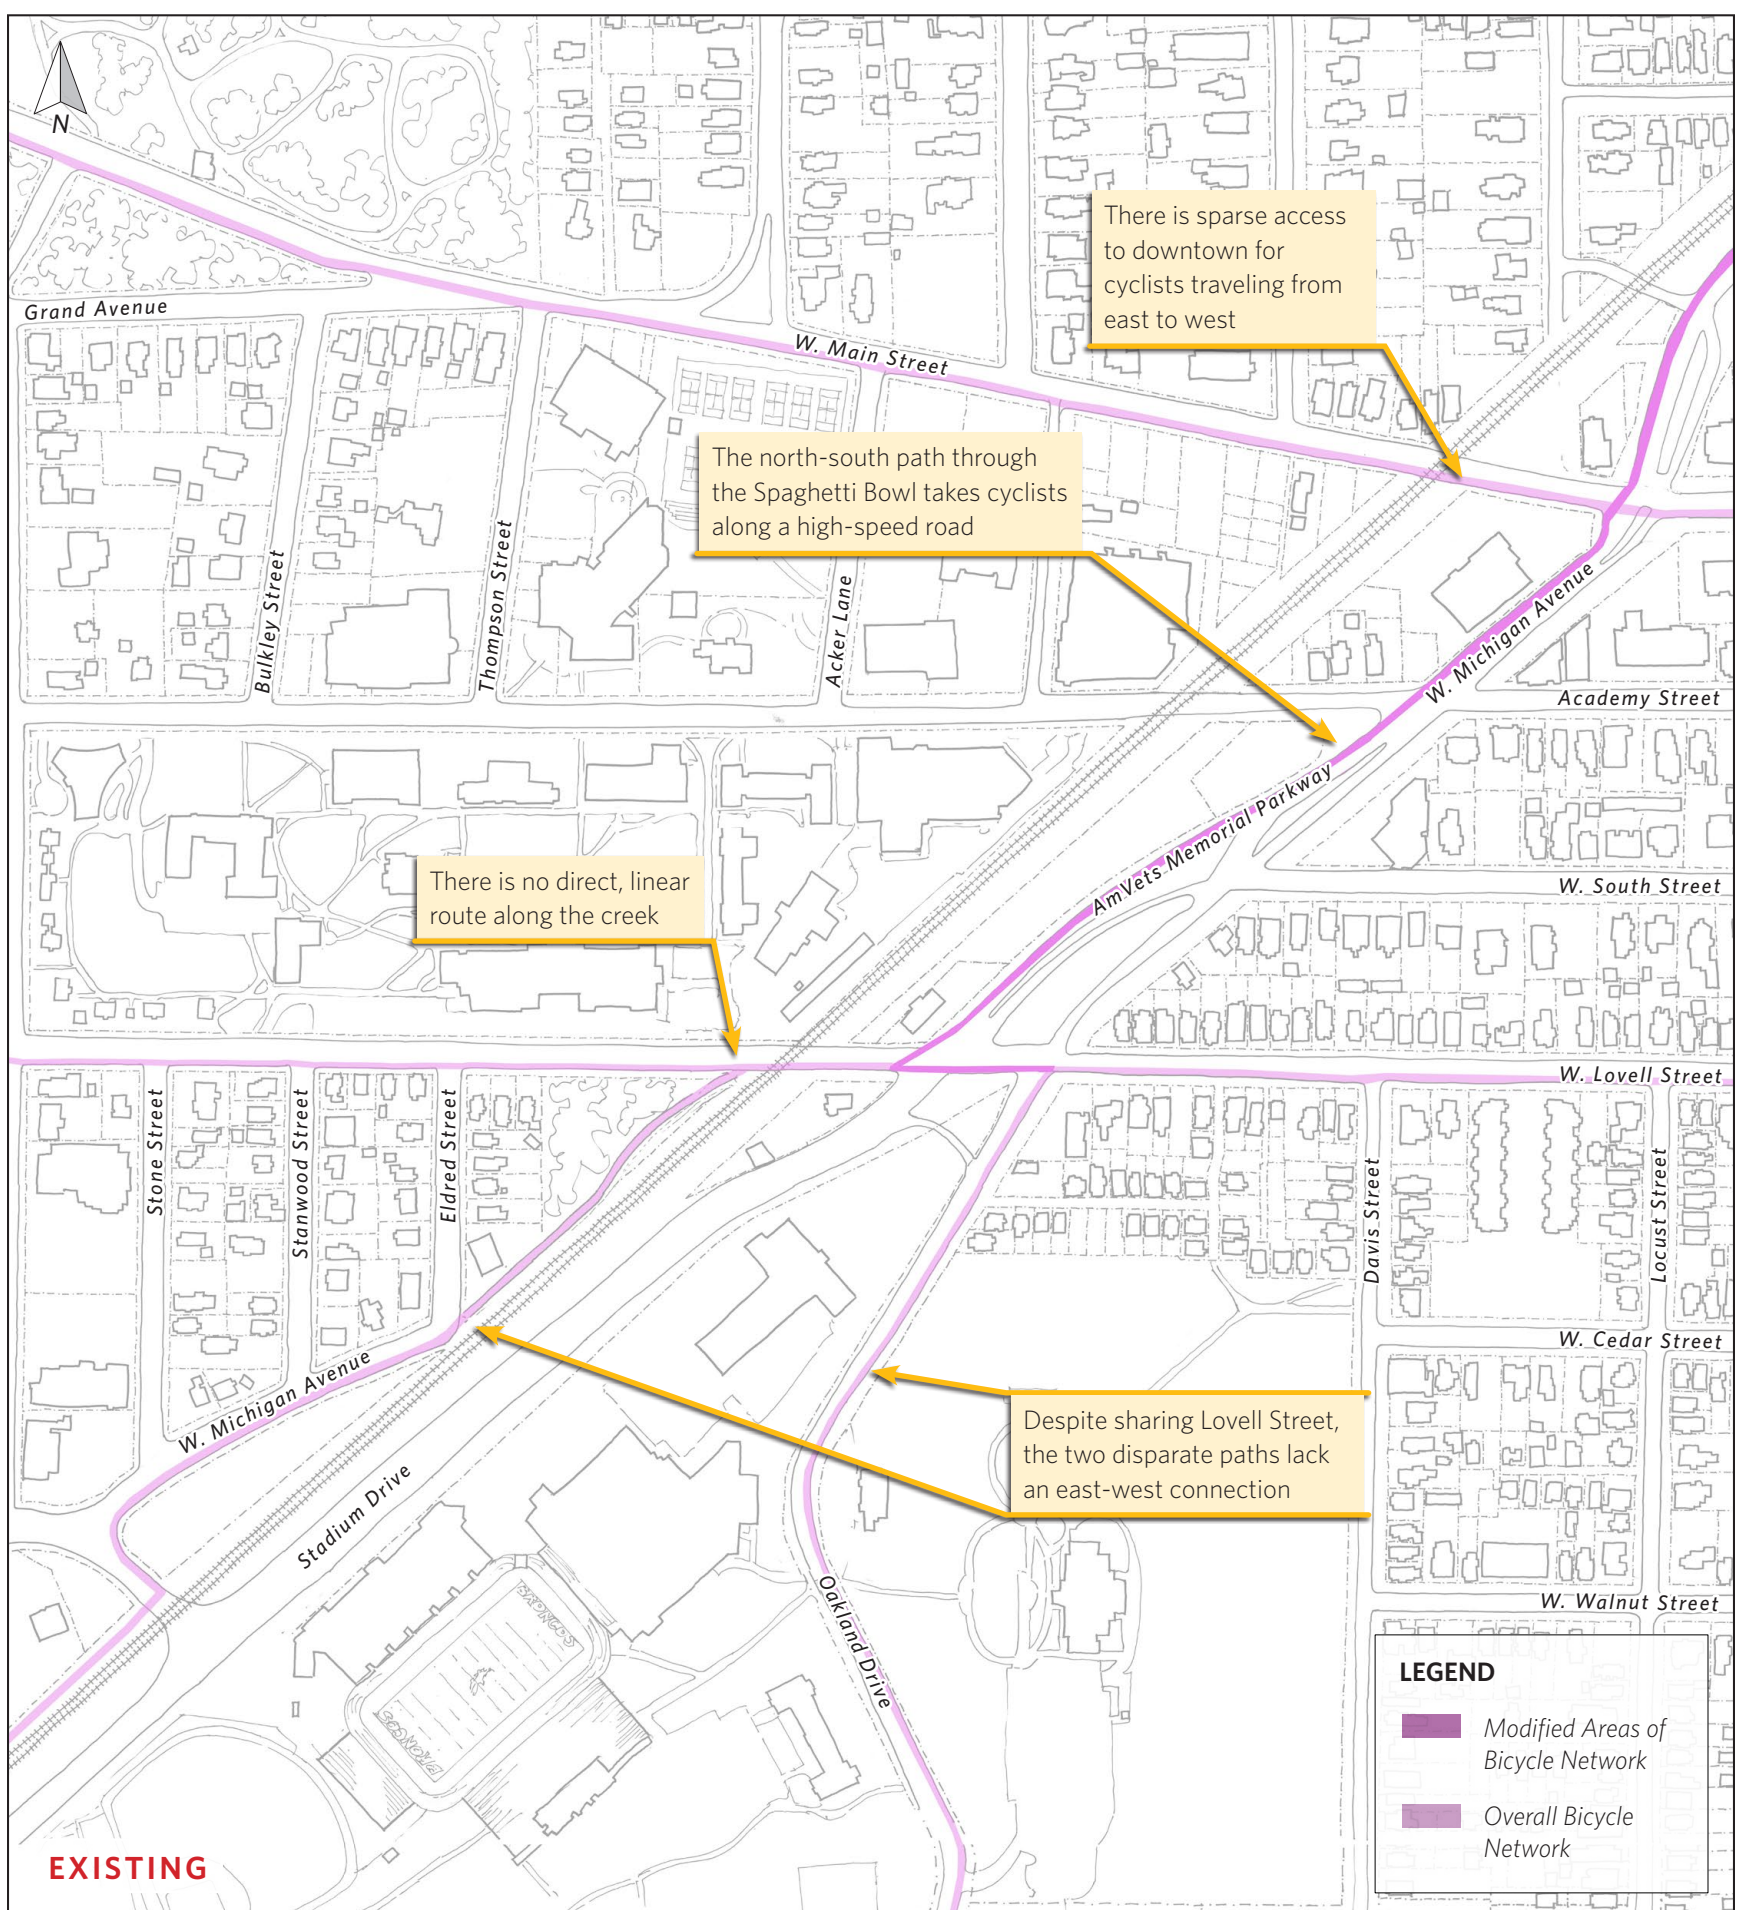 N
There is sparse access
to downtown for
cyclists traveling from
east to west
Grand Avenue
W. Main Street
The north-south path through
the Spaghetti Bowl takes cyclists
along a high-speed road
Bulkley Street
Thompson Street
Acker Lane
W. Michigan Avenue
Academy Street
AmVets Memorial Parkway
There is no direct, linear
route along the creek
W. South Street
W. Lovell Street
Stone Street
Stanwood Street
Eldred Street
Davis Street
Locust Street
W. Cedar Street
W. Michigan Avenue
Despite sharing Lovell Street,
the two disparate paths lack
an east-west connection
Stadium Drive
Oakland Drive
BRONCOS
BRONCOS
W. Walnut Street
LEGEND
Modified Areas of
Bicycle Network
Overall Bicycle
Network
EXISTING